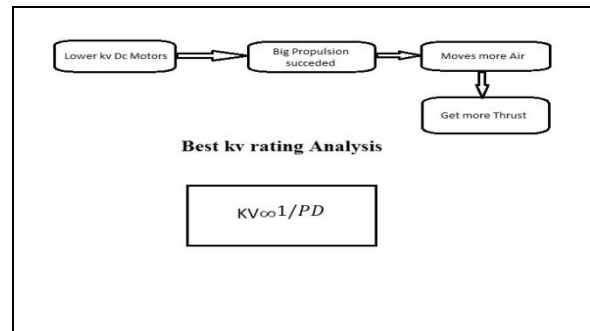 Lower kv Dc Motors
Big Propulsion
succeded
Moves more Air
Get more Thrust
Best kv rating Analysis
KV∞1/PD